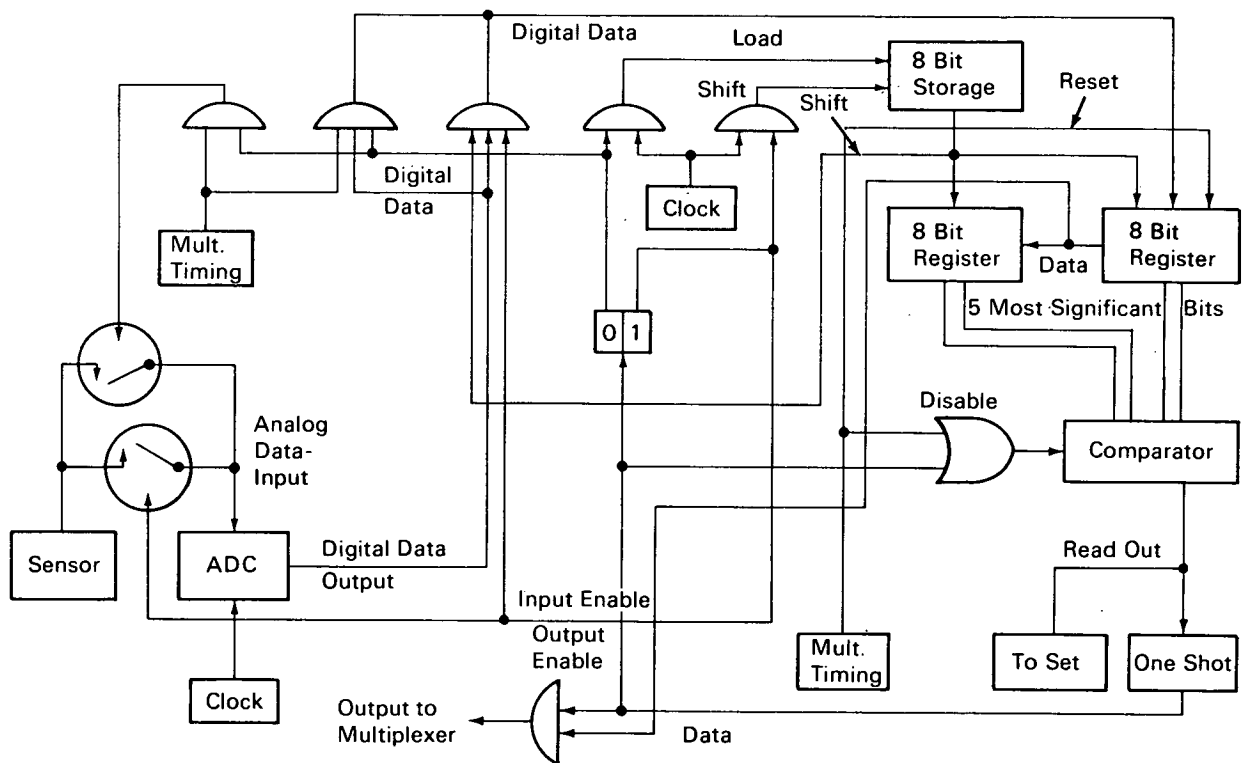 Digital Data
Load
8 Bit
Storage
Shift
Shift
Reset
Digital
Data
Clock
Mult.
Timing
8 Bit
Register
Data
8 Bit
Register
5 Most Significant Bits
0 1
Analog
Data-
Input
Disable
Comparator
Sensor
ADC
Digital Data
Output
Read Out
Input Enable
Output
Enable
Mult.
Timing
To Set
One Shot
Clock
Output to
Multiplexer
Data